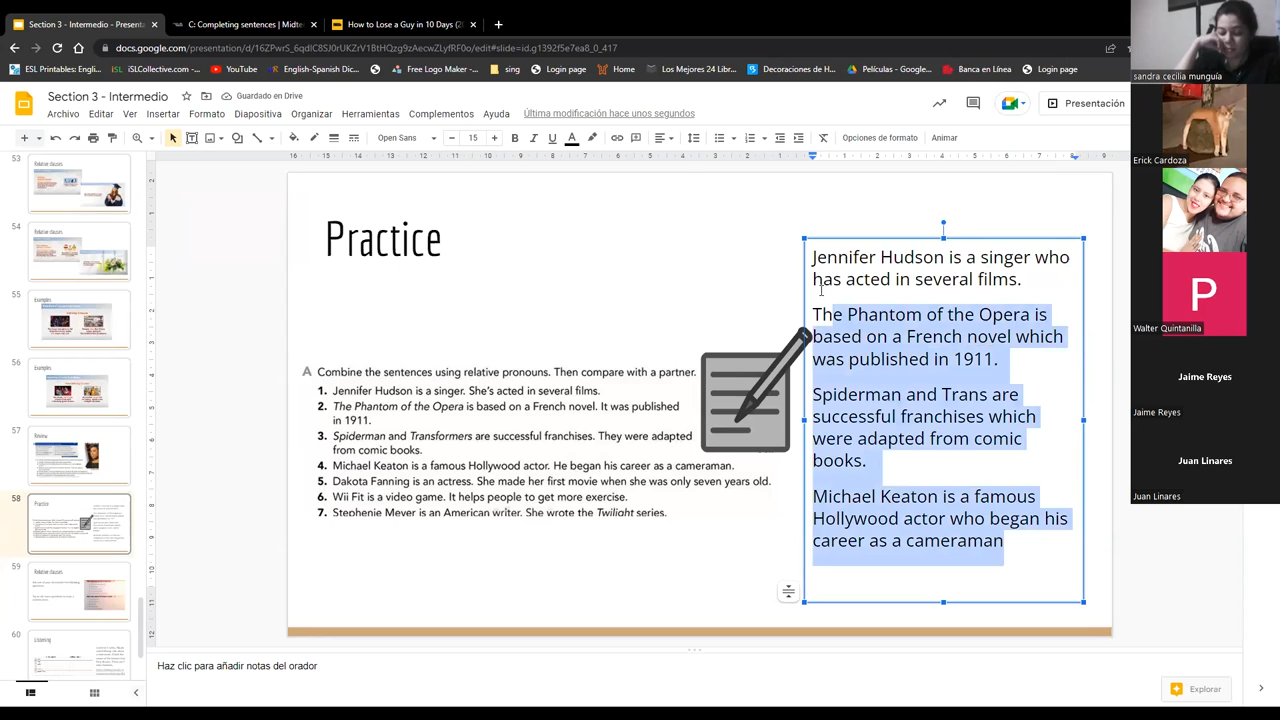 Section 3 - Intermedio - Presenta
C: Completing sentences | Midte
How to Lose a Guy in 10 Days (2
docs.google.com/presentation/d/16ZPwrS_6qdlC8SJ0rUKZrV1BtHQzg9zAecwZLyfRF0o/edit#slide=id.g1392f5e7ea8_0_417
ESL Printables: Engli...
iSLCollective.com - E...
YouTube
English-Spanish Dict...
Free Logo Maker -...
sing
Login page
Home
Los Mejores 24 Libr...
Decoraciones de H...
Películas - Google...
Banca en Línea
Login page
Section 3 - Intermedio
Guardado en Drive
Archivo Editar Ver Insertar Formato Diapositiva Organizar Herramientas Complementos Ayuda
Última modificación hace unos segundos
Presentación
Open Sans
15
Opciones de formato
Animar
53
54
55
56
57
58
59
60
Practice
A Combine the sentences using relative pronouns. Then compare with a partner.
1. Jennifer Hudson is a singer. She's acted in several films.
2. The Phantom of the Opera is based on a French novel. It was published
in 1911.
3. Spiderman and Transformers are successful franchises. They were adapted
from comic books.
4. Michael Keaton is a famous Hollywood actor. He began his career as a cameraman.
5. Dakota Fanning is an actress. She made her first movie when she was only seven years old.
6. Wii Fit is a video game. It helps people to get more exercise.
7. Stephenie Meyer is an American writer. She wrote the Twilight series.
Jennifer Hudson is a singer who
has acted in several films.
The Phantom of the Opera is
based on a French novel which
was published in 1911.
Spiderman and Trans are
successful franchises which
were adapted from comic
books.
Michael Keaton is a famous
Hollywood actor who began his
career as a cameraman
Haz clic para añadir notas del orador
Explorar
sandra cecilia munguía
Erick Cardoza
P
Walter Quintanilla
Jaime Reyes
Jaime Reyes
Juan Linares
Juan Linares